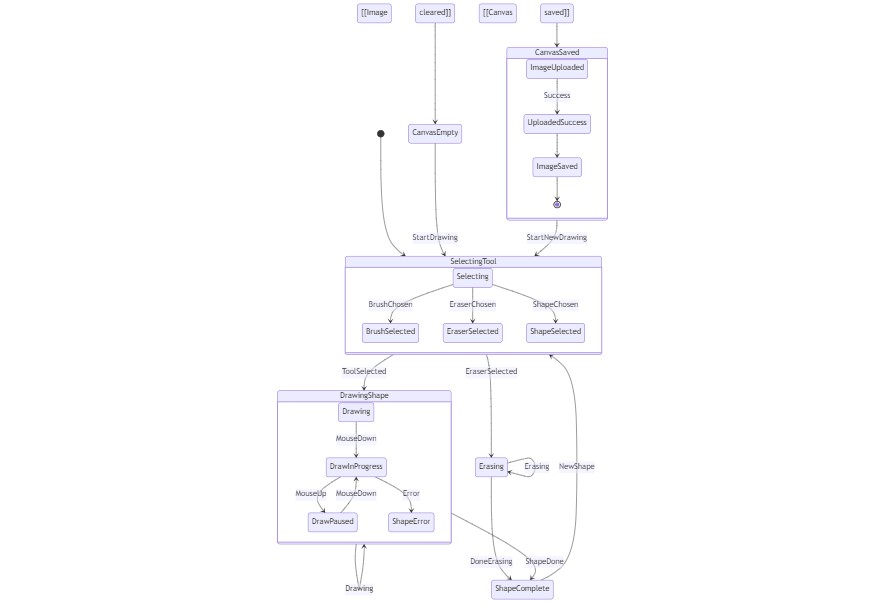 [[Image
cleared]]
[[Canvas
saved]]
CanvasSaved
ImageUploaded
Success
UploadedSuccess
ImageSaved
CanvasEmpty
StartDrawing
StartNewDrawing
SelectingTool
Selecting
BrushChosen
EraserChosen
ShapeChosen
BrushSelected
EraserSelected
ShapeSelected
ToolSelected
EraserSelected
DrawingShape
Drawing
MouseDown
DrawInProgress
Erasing
Erasing
NewShape
MouseUp
MouseDown
Error
DrawPaused
ShapeError
DoneErasing
ShapeDone
Drawing
ShapeComplete